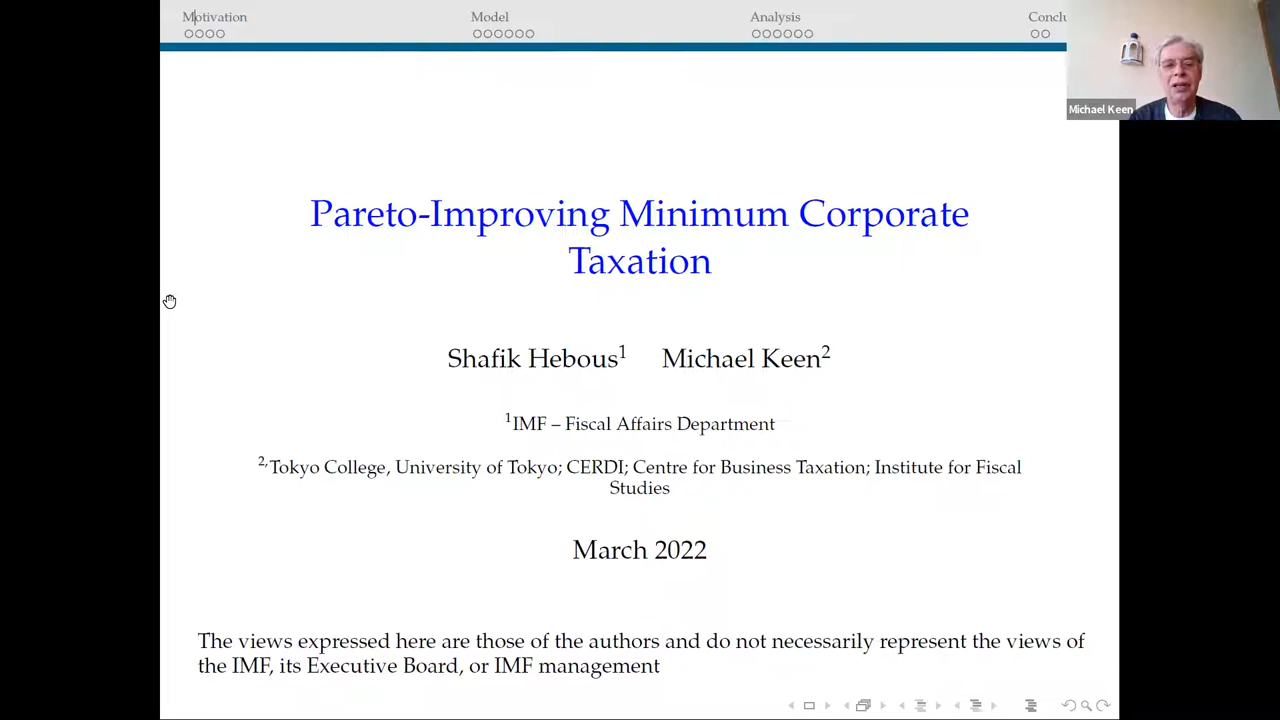 Motivation Model Analysis Conclu
Michael Keen
Pareto-Improving Minimum Corporate
Taxation
Shafik Hebous1 Michael Keen2
1IMF – Fiscal Affairs Department
2,Tokyo College, University of Tokyo; CERDI; Centre for Business Taxation; Institute for Fiscal
Studies
March 2022
The views expressed here are those of the authors and do not necessarily represent the views of
the IMF, its Executive Board, or IMF management